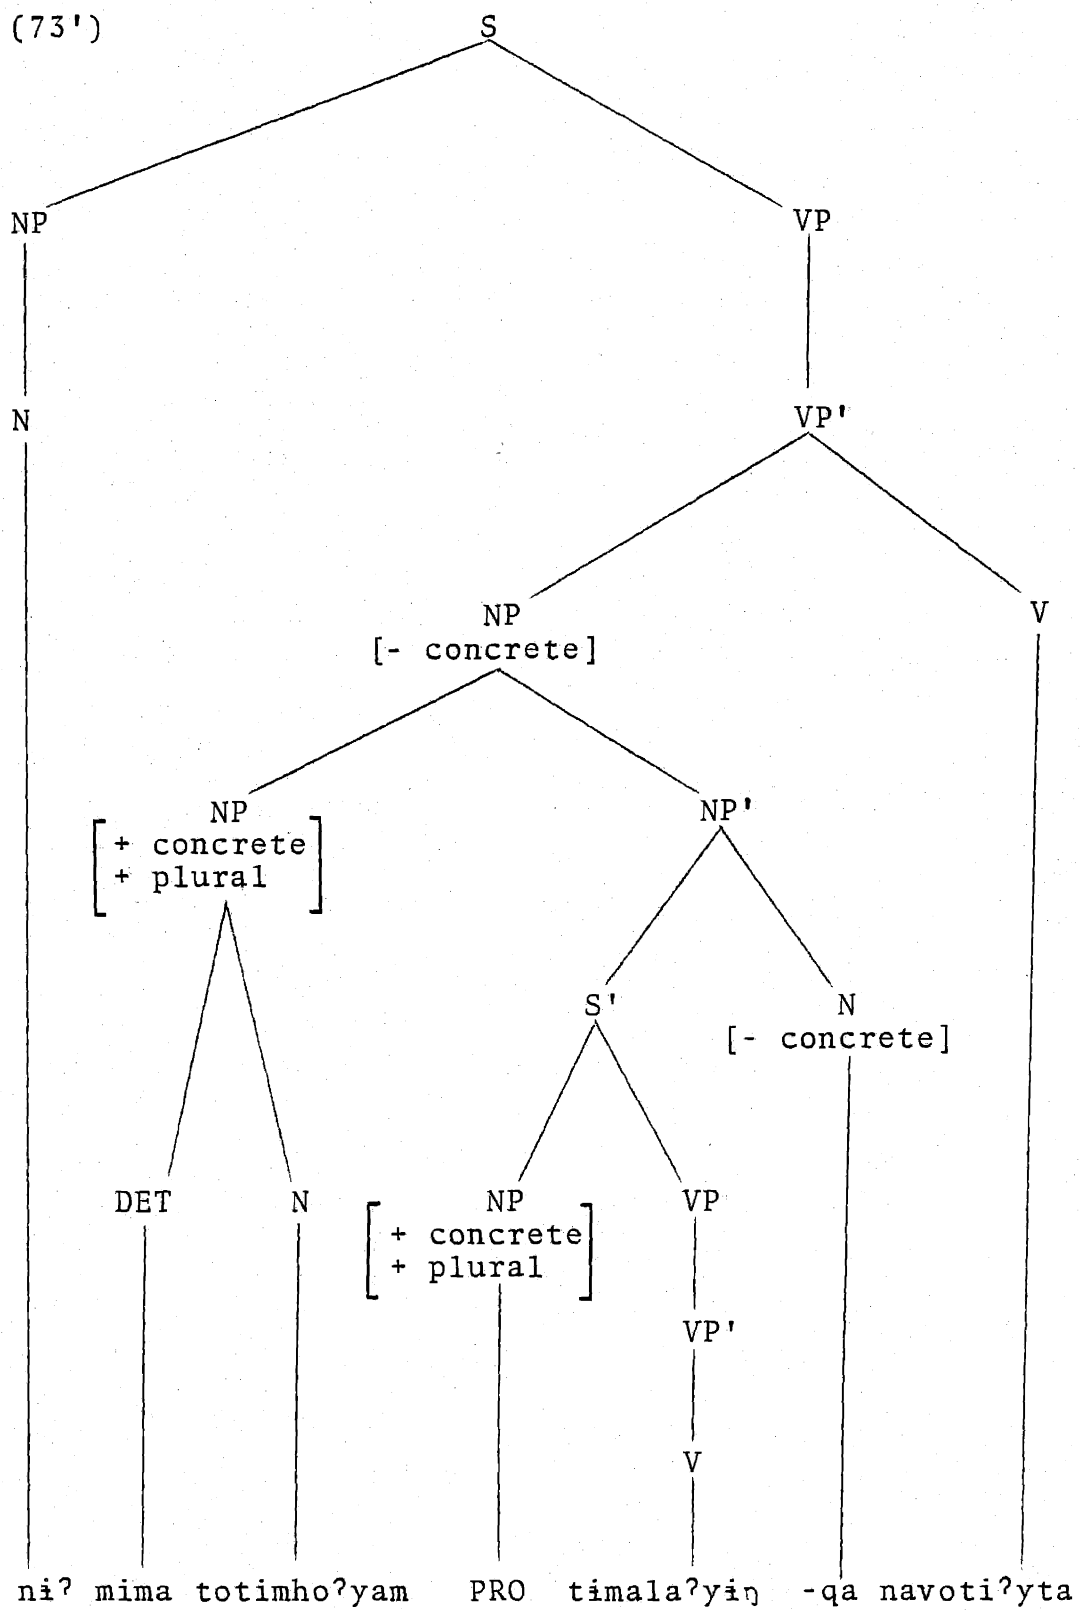 (73') S
NP VP
N VP'
NP V
[- concrete]
NP NP'
[+ concrete
+ plural]
S' N
[- concrete]
DET N NP VP
[+ concrete
+ plural]
VP'
V
nɨʔ mima totimhoʔyam PRO tɨmalaʔyɨŋ -qa navotiʔyta